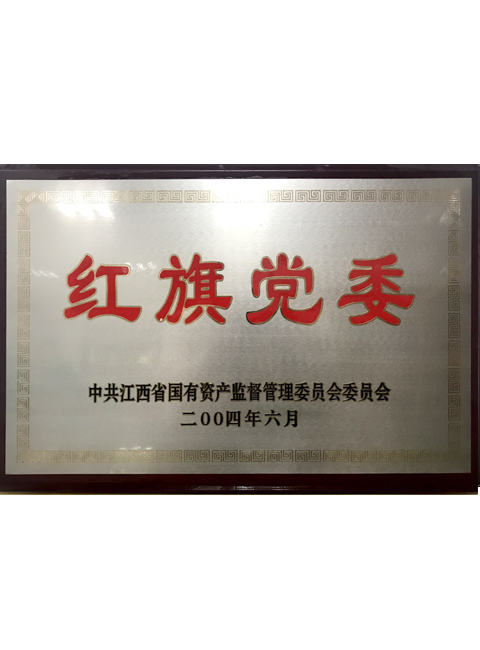 红旗党委
中共江西省国有资产监督管理委员会委员会
二00四年六月